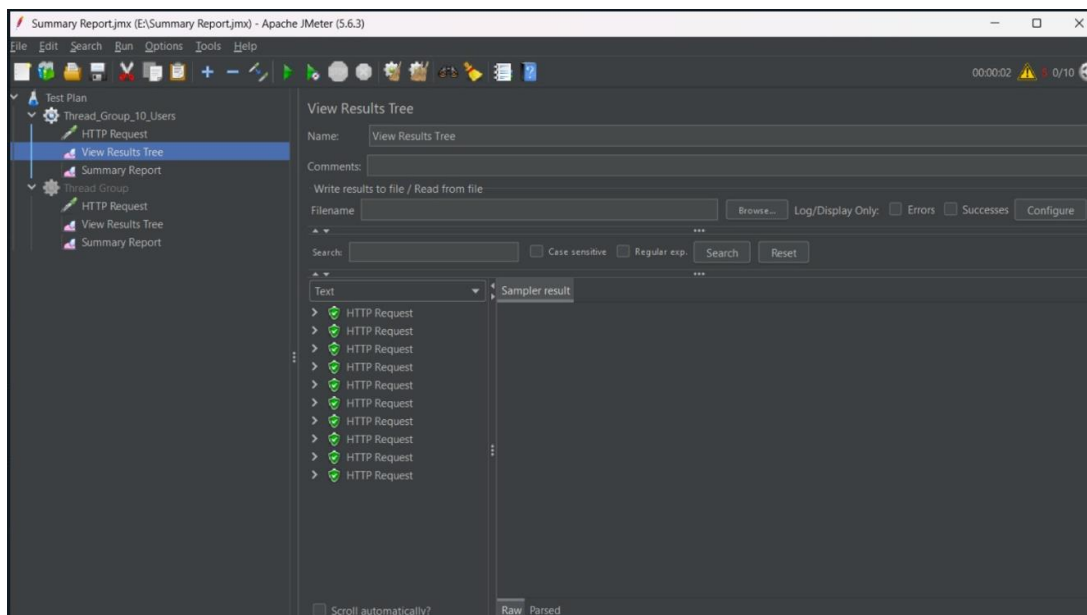 Summary Report.jmx (E:\Summary Report.jmx) - Apache JMeter (5.6.3)
File Edit Search Run Options Tools Help
00:00:02 0/10
Test Plan
Thread_Group_10_Users
HTTP Request
View Results Tree
Summary Report
Thread Group
HTTP Request
View Results Tree
Summary Report
View Results Tree
Name: View Results Tree
Comments:
Write results to file / Read from file
Filename Browse... Log/Display Only: Errors Successes Configure
Search: Case sensitive Regular exp. Search Reset
Text Sampler result
HTTP Request
HTTP Request
HTTP Request
HTTP Request
HTTP Request
HTTP Request
HTTP Request
HTTP Request
HTTP Request
HTTP Request
Scroll automatically? Raw Parsed